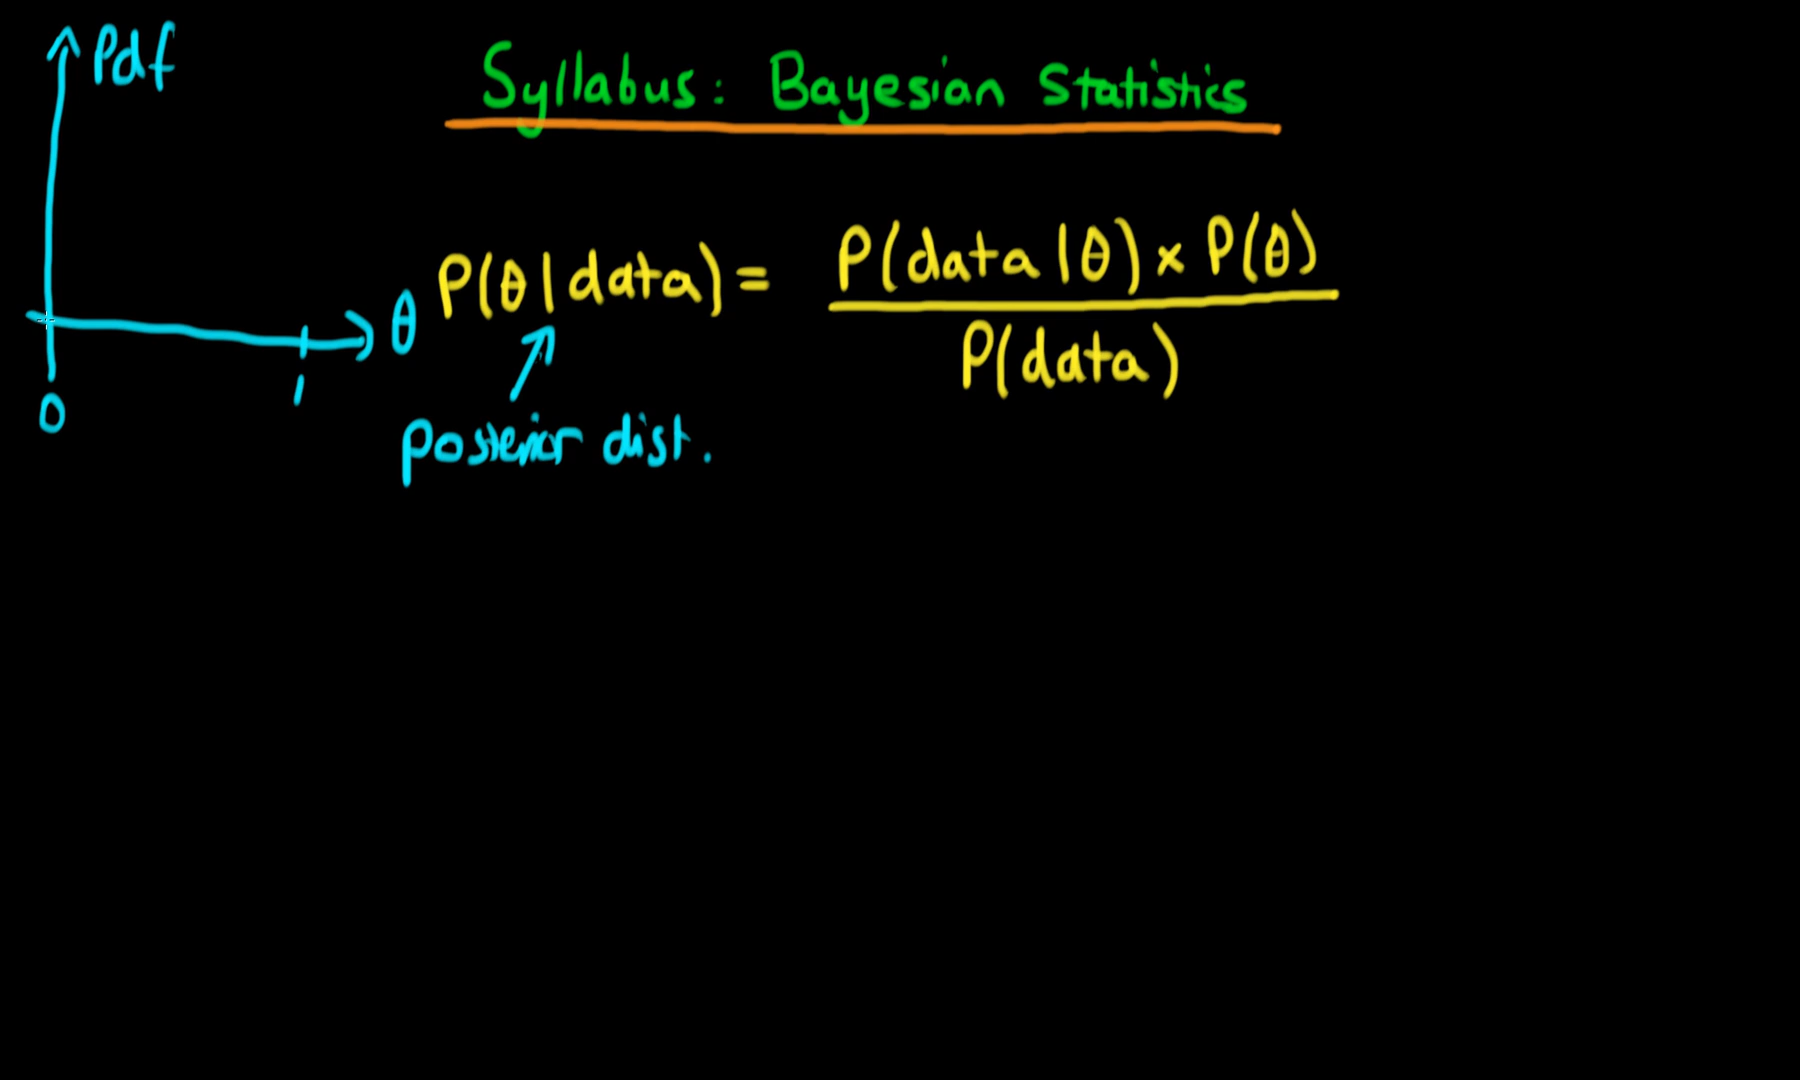 Pdf
Syllabus: Bayesian Statistics
P(θ|data) = P(data|θ) × P(θ)
P(data)
θ
0
1
posterior dist.